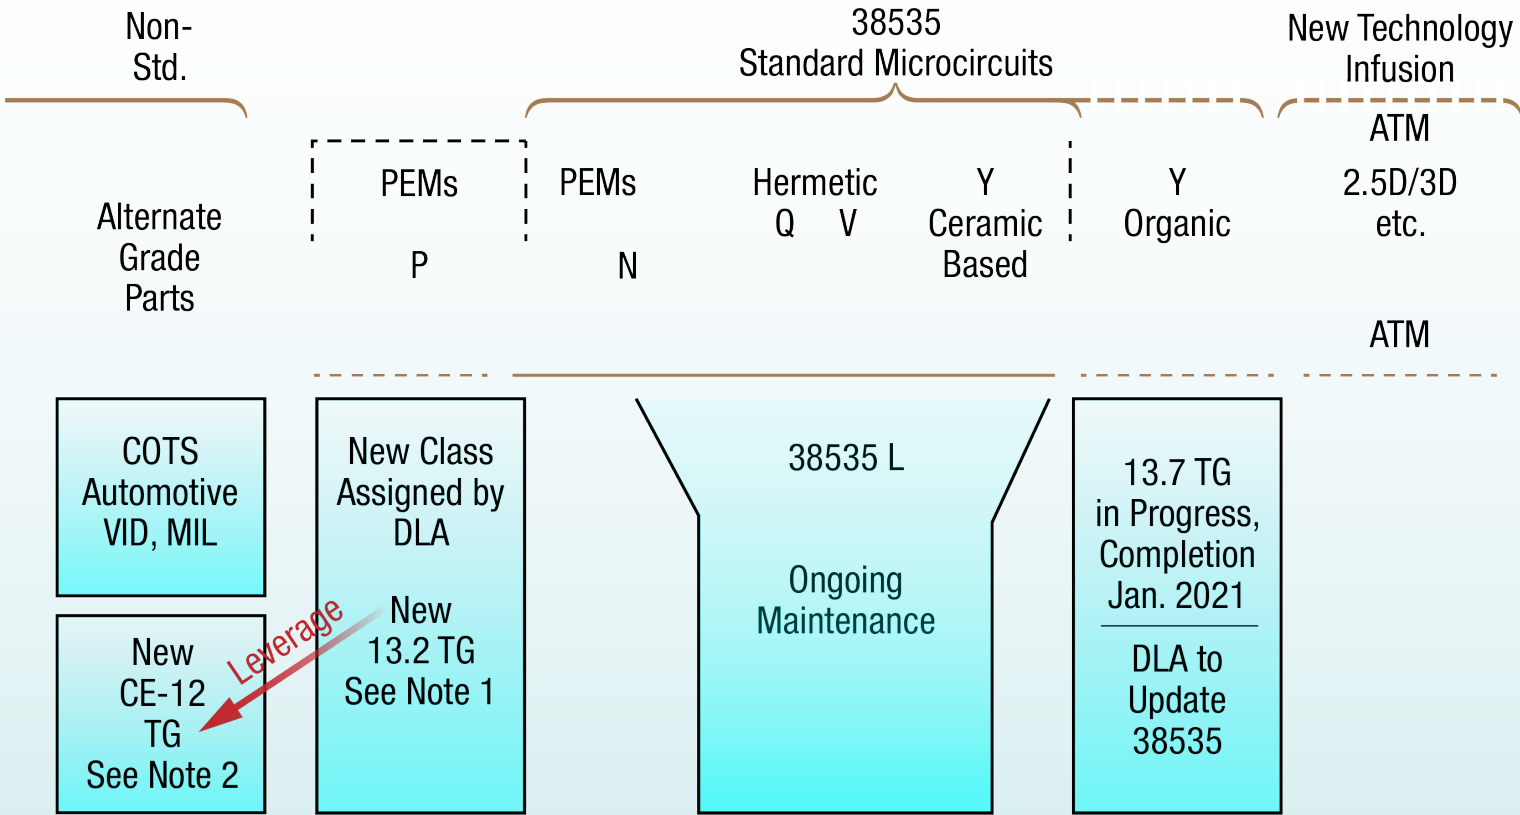 Non-
Std.
38535
Standard Microcircuits
New Technology
Infusion
ATM
Alternate
Grade
Parts
PEMs
P
PEMs
N
Hermetic
Q V
Y
Ceramic
Based
Y
Organic
2.5D/3D
etc.
ATM
COTS
Automotive
VID, MIL
New
CE-12
TG
See Note 2
Leverage
New Class
Assigned by
DLA
New
13.2 TG
See Note 1
38535 L
Ongoing
Maintenance
13.7 TG
in Progress,
Completion
Jan. 2021
DLA to
Update
38535